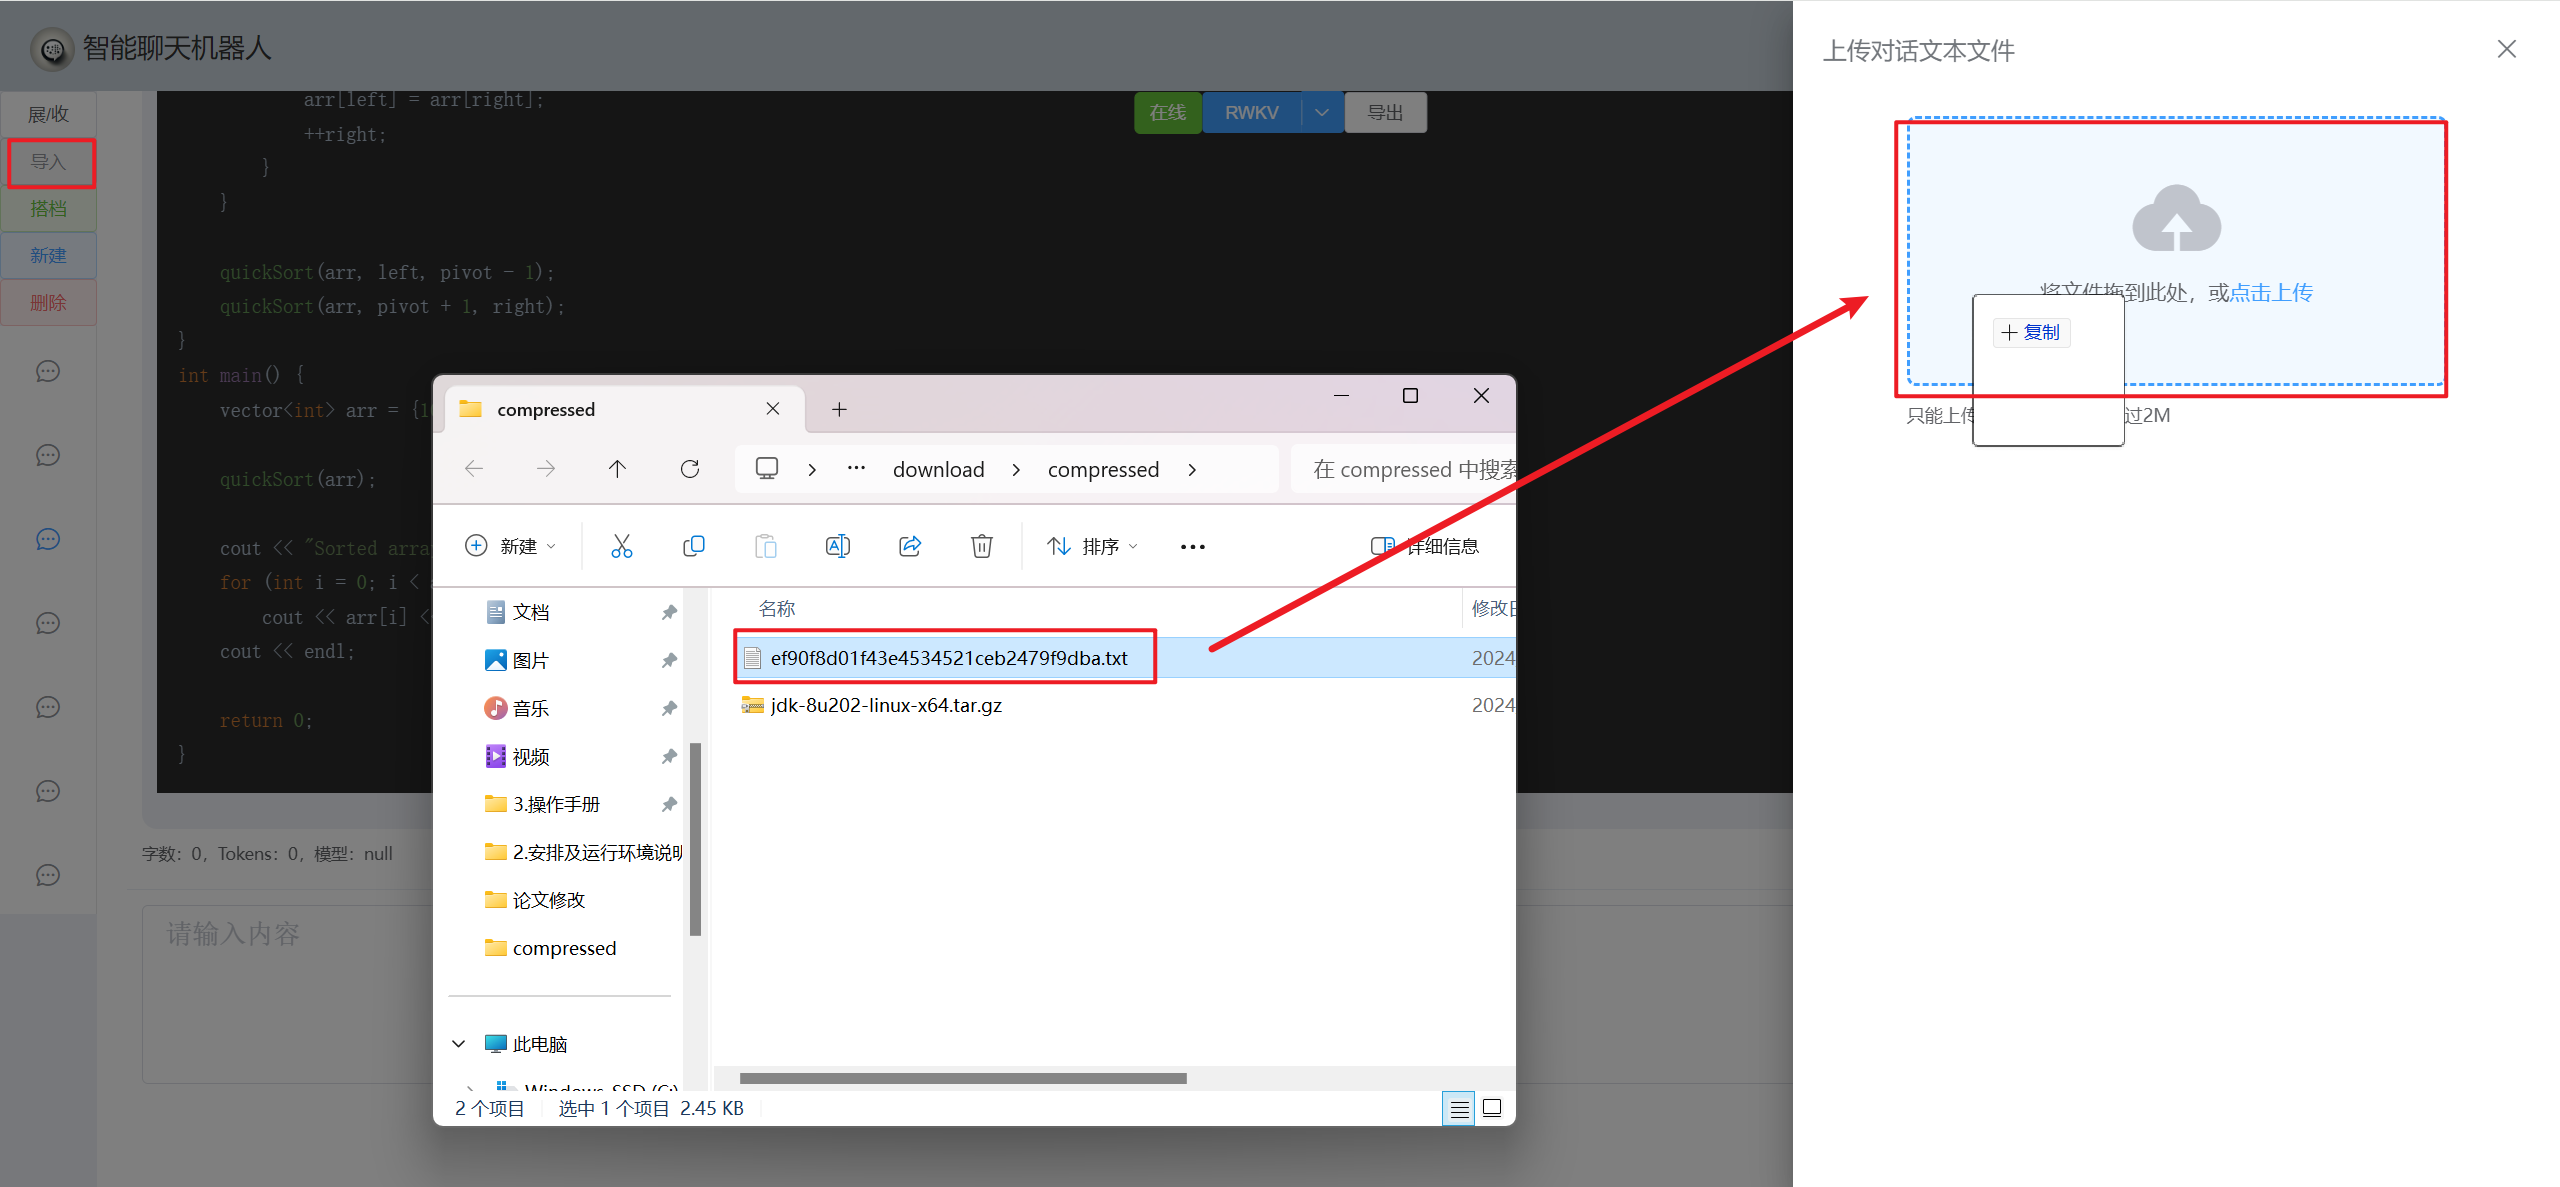 智能聊天机器人
上传对话文本文件
展/收
导入
搭档
新建
删除
在线
RWKV
导出
arr[left] = arr[right];
++right;
}
}
quickSort(arr, left, pivot - 1);
quickSort(arr, pivot + 1, right);
}
int main() {
vector<int> arr = {1
quickSort(arr);
cout << "Sorted arra
for (int i = 0; i <
cout << arr[i] <
cout << endl;
return 0;
}
字数：0，Tokens：0，模型：null
请输入内容
compressed
download
compressed
在 compressed 中搜索
新建
排序
详细信息
文档
图片
音乐
视频
3.操作手册
2.安排及运行环境说明
论文修改
compressed
此电脑
Windows-SSD (C:)
名称
修改日
ef90f8d01f43e4534521ceb2479f9dba.txt
2024
jdk-8u202-linux-x64.tar.gz
2024
2 个项目
选中 1 个项目 2.45 KB
将文件拖到此处，或点击上传
+ 复制
只能上传
过2M